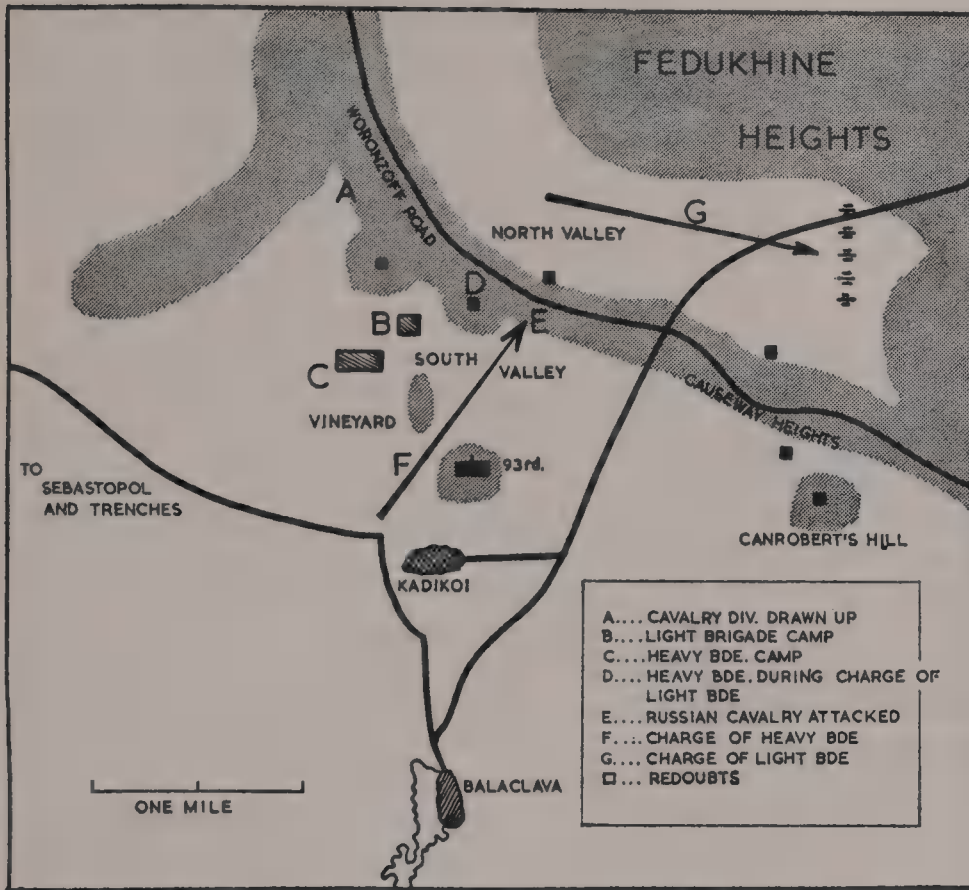 FEDUKHINE
HEIGHTS
WORONZOFF ROAD
A
G
NORTH VALLEY
D
E
B
SOUTH
VALLEY
C
VINEYARD
CAUSEWAY HEIGHTS
F
93rd.
TO
SEBASTOPOL
AND TRENCHES
CANROBERT'S HILL
KADIKOI
A.... CAVALRY DIV. DRAWN UP
B.... LIGHT BRIGADE CAMP
C.... HEAVY BDE. CAMP
D.... HEAVY BDE. DURING CHARGE OF
LIGHT BDE
E.... RUSSIAN CAVALRY ATTACKED
F.... CHARGE OF HEAVY BDE
G.... CHARGE OF LIGHT BDE
□... REDOUBTS
BALACLAVA
ONE MILE